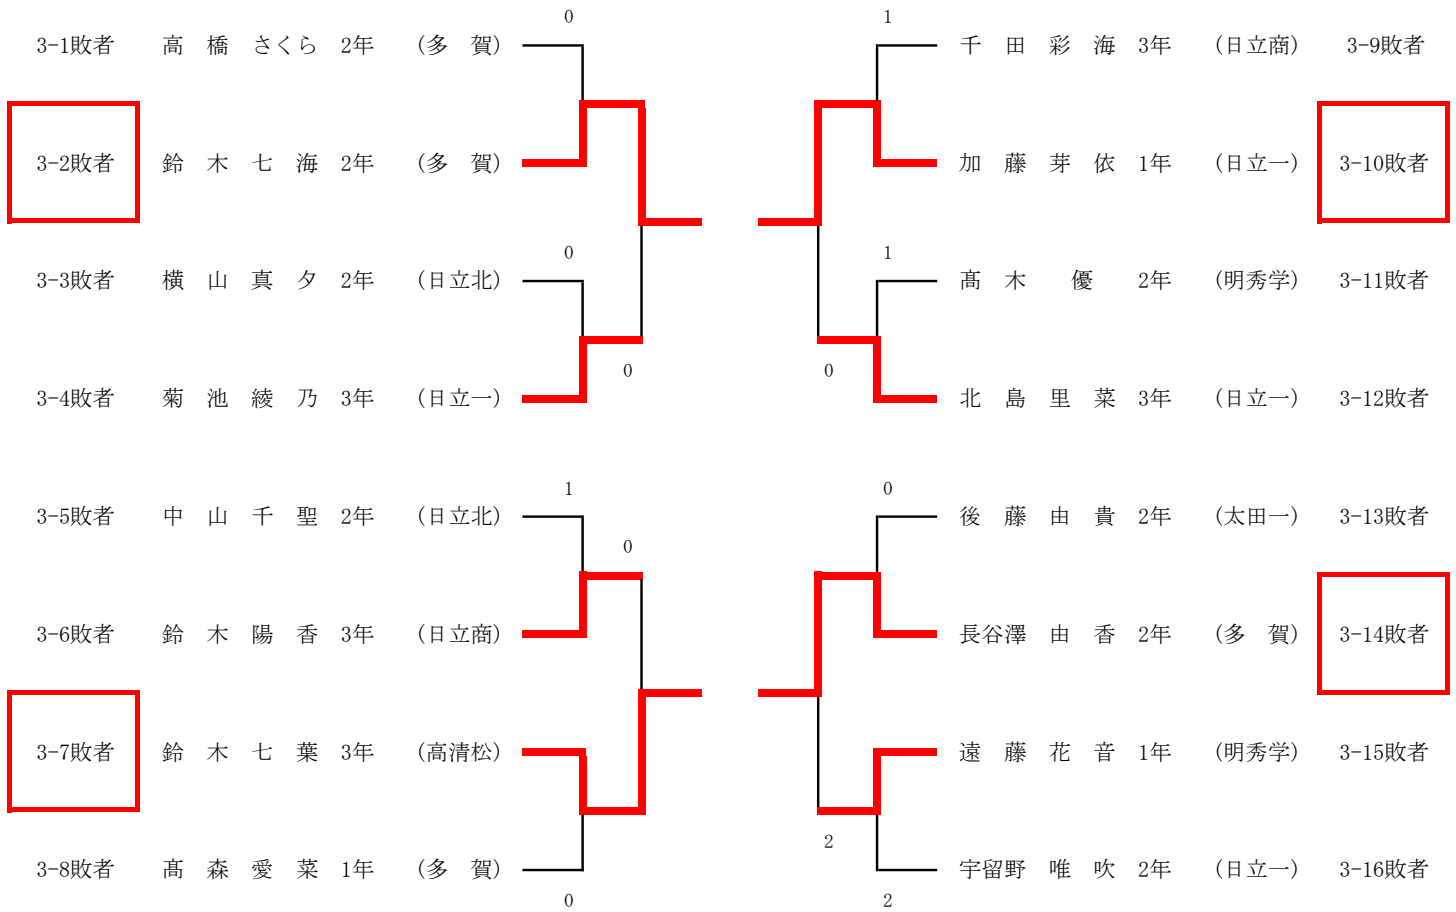 0 1
3-1敗者 高 橋 さくら 2年 (多 賀) 千 田 彩 海 3年 (日立商) 3-9敗者
3-2敗者 鈴 木 七 海 2年 (多 賀) 加 藤 芽 依 1年 (日立一) 3-10敗者
0 1
3-3敗者 横 山 真 夕 2年 (日立北) 髙 木 優 2年 (明秀学) 3-11敗者
0 0
3-4敗者 菊 池 綾 乃 3年 (日立一) 北 島 里 菜 3年 (日立一) 3-12敗者
1 0
3-5敗者 中 山 千 聖 2年 (日立北) 後 藤 由 貴 2年 (太田一) 3-13敗者
0
3-6敗者 鈴 木 陽 香 3年 (日立商) 長谷澤 由 香 2年 (多 賀) 3-14敗者
3-7敗者 鈴 木 七 葉 3年 (高清松) 遠 藤 花 音 1年 (明秀学) 3-15敗者
2
3-8敗者 髙 森 愛 菜 1年 (多 賀) 宇留野 唯 吹 2年 (日立一) 3-16敗者
0 2